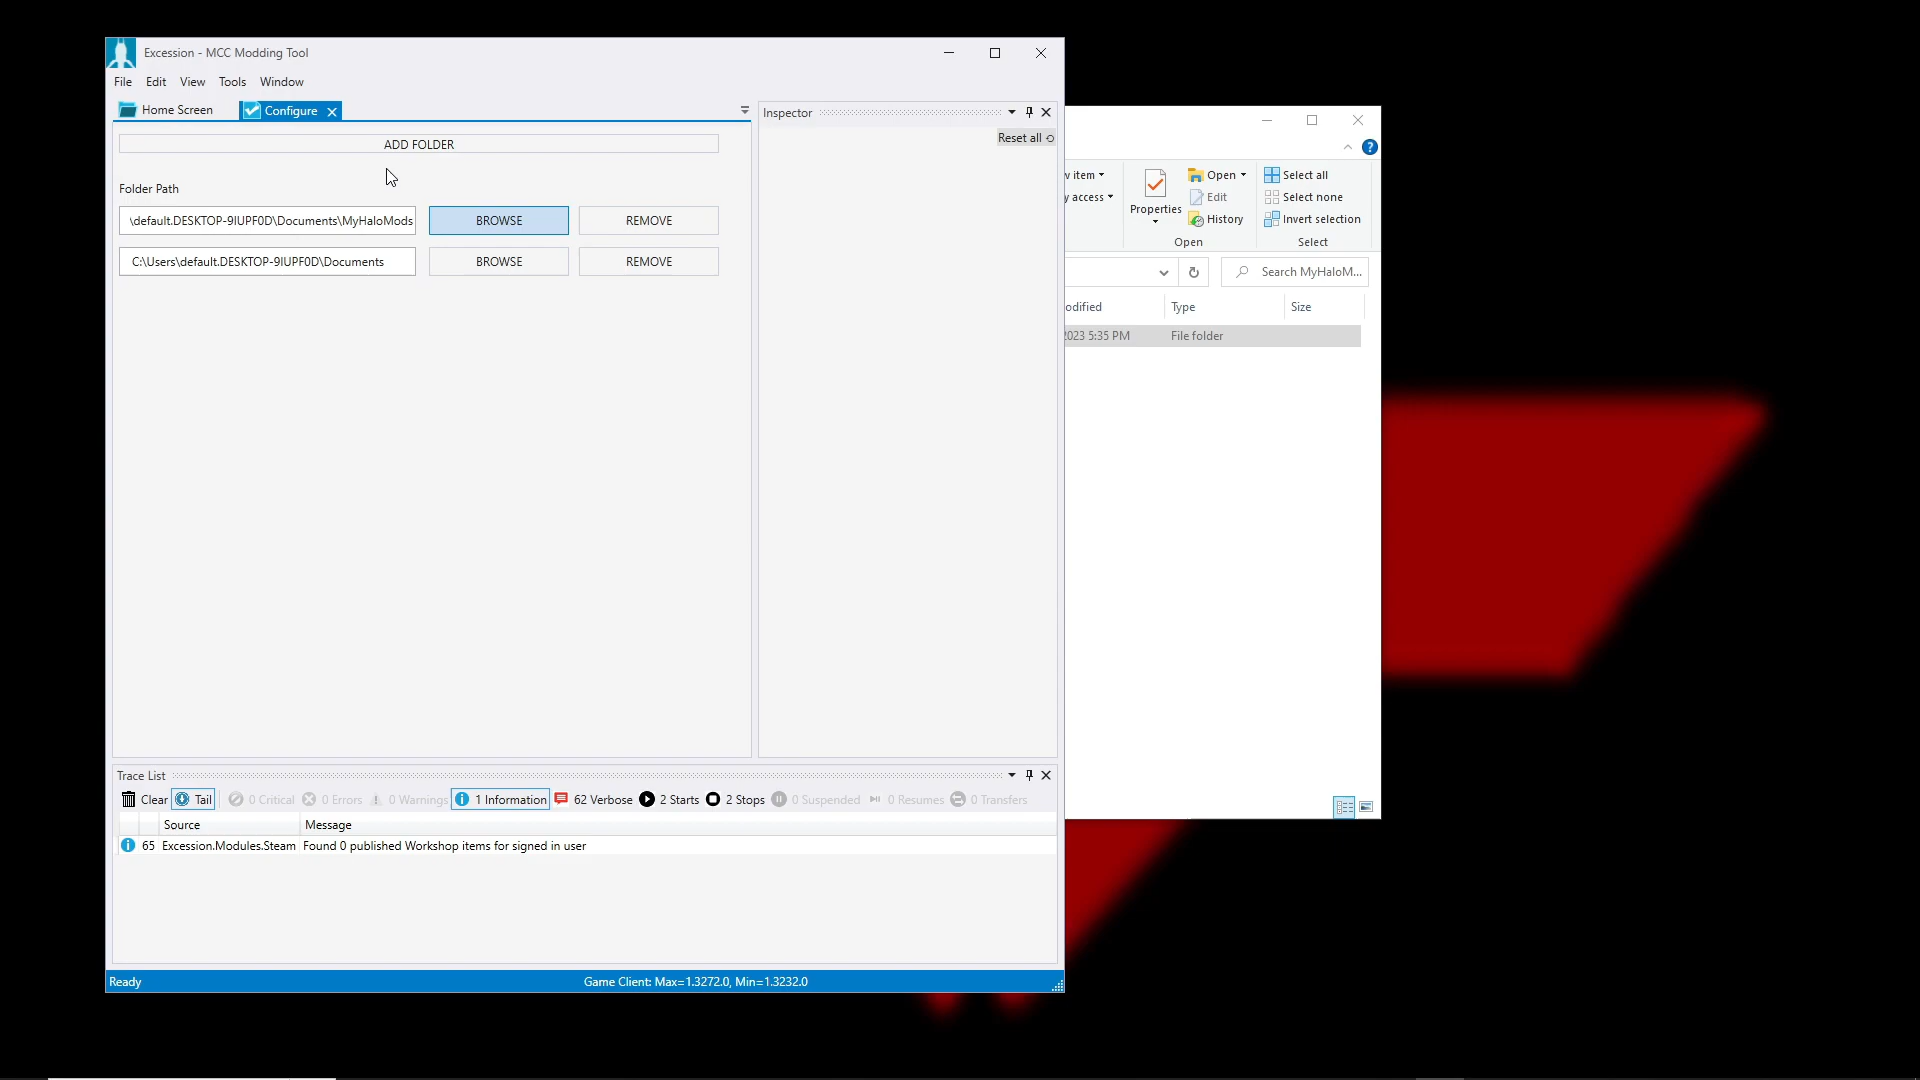 Excession - MCC Modding Tool
File Edit View Tools Window
Home Screen Configure
Inspector
Reset all
ADD FOLDER
Folder Path
\default.DESKTOP-9IUPF0D\Documents\MyHaloMods BROWSE REMOVE
C:\Users\default.DESKTOP-9IUPF0D\Documents BROWSE REMOVE
Trace List
Clear Tail 0 Critical 0 Errors 0 Warnings 1 Information 62 Verbose 2 Starts 2 Stops 0 Suspended 0 Resumes 0 Transfers
Source Message
65 Excession.Modules.Steam Found 0 published Workshop items for signed in user
Ready Game Client: Max=1.3272.0, Min=1.3232.0
item Open Select all
access Properties Edit Select none
History Invert selection
Open Select
Search MyHaloM...
odified Type Size
2023 5:35 PM File folder